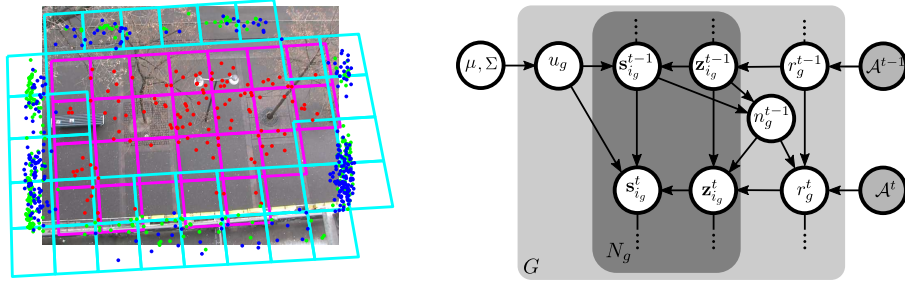 μ, Σ
u_g
s_{i_g}^{t-1}
z_{i_g}^{t-1}
r_g^{t-1}
𝒜^{t-1}
n_g^{t-1}
s_{i_g}^t
z_{i_g}^t
r_g^t
𝒜^t
N_g
G